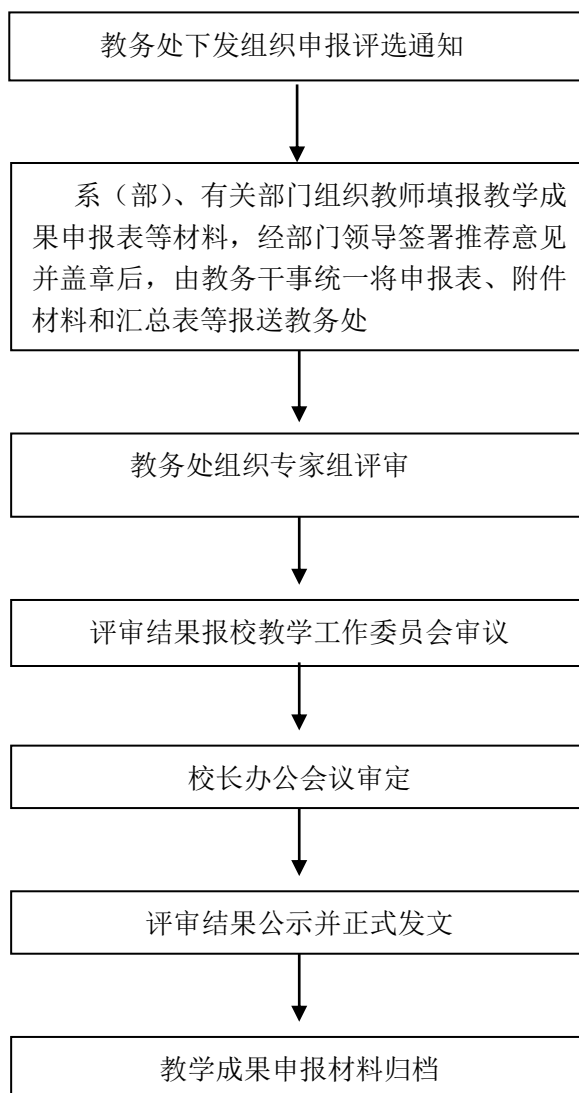 教务处下发组织申报评选通知
系（部）、有关部门组织教师填报教学成
果申报表等材料，经部门领导签署推荐意见
并盖章后，由教务干事统一将申报表、附件
材料和汇总表等报送教务处
教务处组织专家组评审
评审结果报校教学工作委员会审议
校长办公会议审定
评审结果公示并正式发文
教学成果申报材料归档